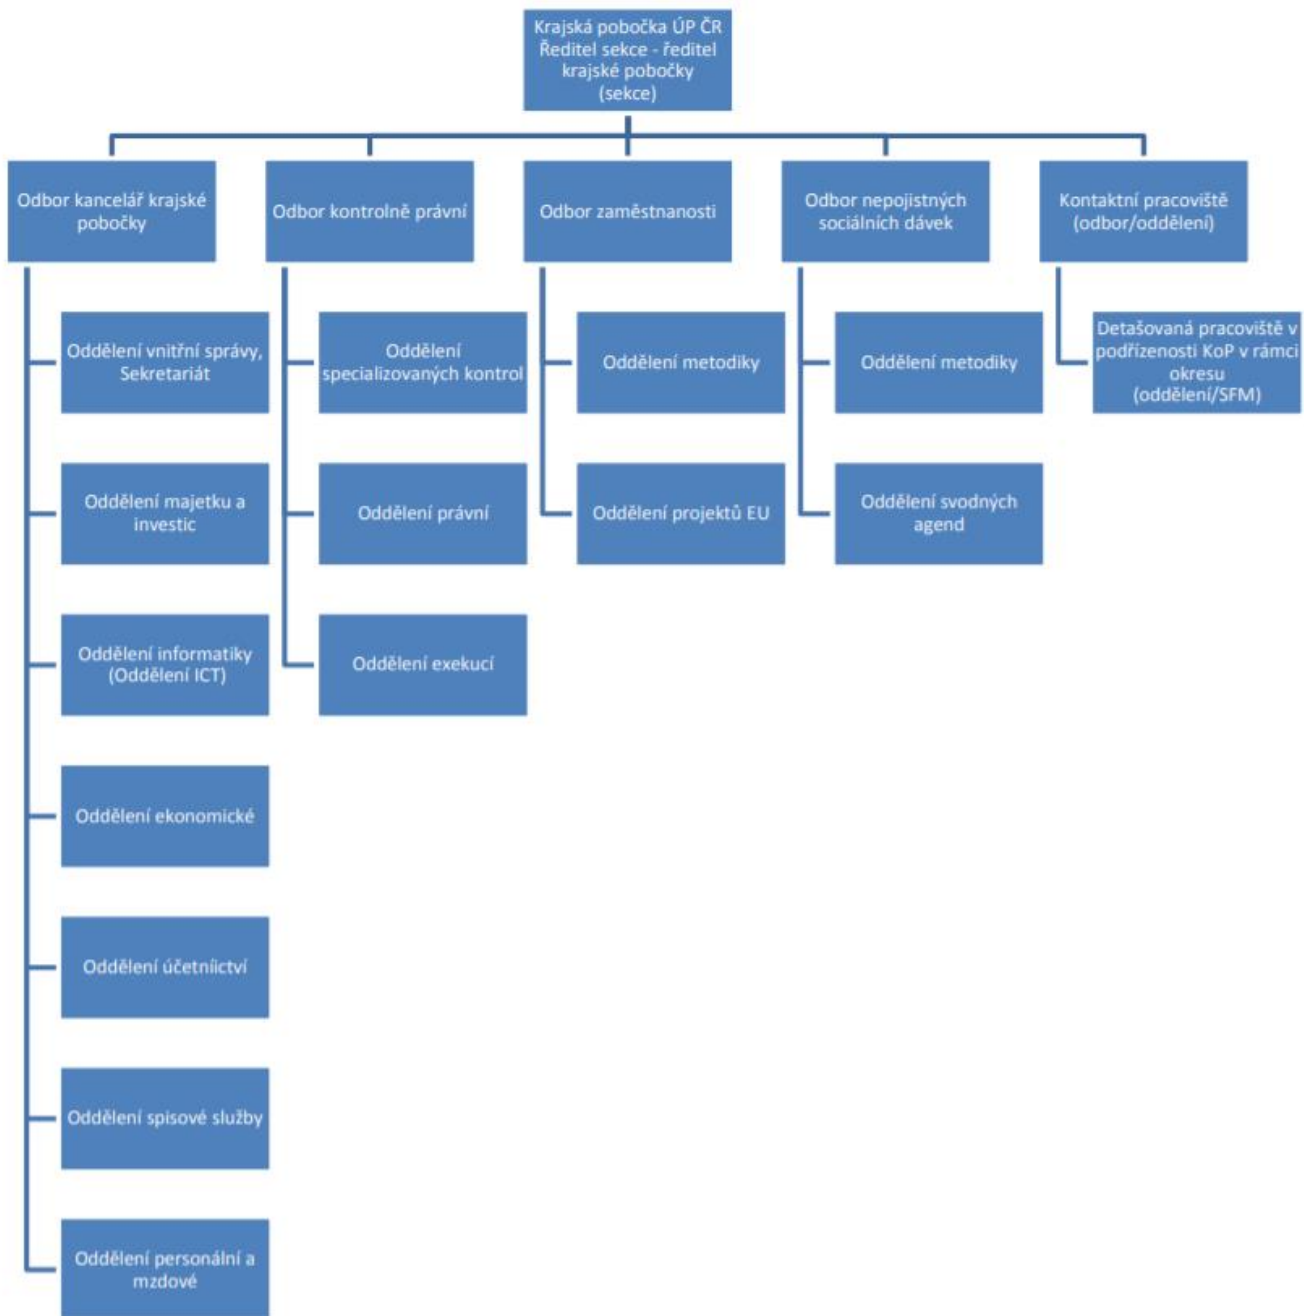 Krajská pobočka ÚP ČR
Ředitel sekce - ředitel
krajské pobočky
(sekce)
Odbor kancelář krajské
pobočky
Odbor kontrolně právní
Odbor zaměstnanosti
Odbor nepojistných
sociálních dávek
Kontaktní pracoviště
(odbor/oddělení)
Oddělení vnitřní správy,
Sekretariát
Oddělení
specializovaných kontrol
Oddělení metodiky
Oddělení metodiky
Detašovaná pracoviště v
podřízenosti KoP v rámci
okresu
(oddělení/SFM)
Oddělení majetku a
investic
Oddělení právní
Oddělení projektů EU
Oddělení svodných
agend
Oddělení informatiky
(Oddělení ICT)
Oddělení exekucí
Oddělení ekonomické
Oddělení účetníictví
Oddělení spisové služby
Oddělení personální a
mzdové